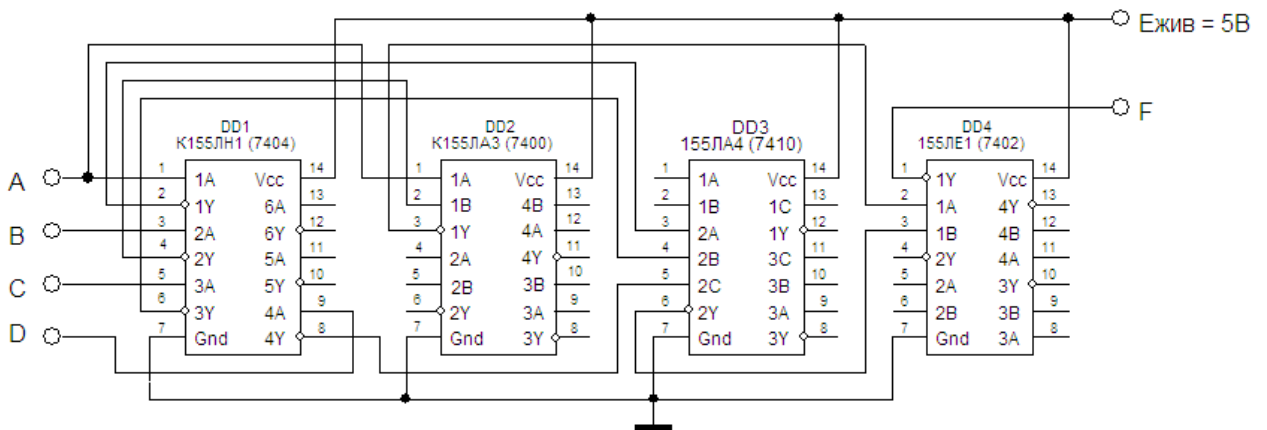 Eжив = 5В
F
A
B
C
D
DD1
К155ЛН1 (7404)
1 1A Vcc 14
2 1Y 6A 13
3 2A 6Y 12
4 2Y 5A 11
5 3A 5Y 10
6 3Y 4A 9
7 Gnd 4Y 8
DD2
К155ЛА3 (7400)
1 1A Vcc 14
2 1B 4B 13
3 1Y 4A 12
4 2A 4Y 11
5 2B 3B 10
6 2Y 3A 9
7 Gnd 3Y 8
DD3
155ЛА4 (7410)
1 1A Vcc 14
2 1B 1C 13
3 2A 1Y 12
4 2B 3C 11
5 2C 3B 10
6 2Y 3A 9
7 Gnd 3Y 8
DD4
155ЛЕ1 (7402)
1 1Y Vcc 14
2 1A 4Y 13
3 1B 4B 12
4 2Y 4A 11
5 2A 3Y 10
6 2B 3B 9
7 Gnd 3A 8